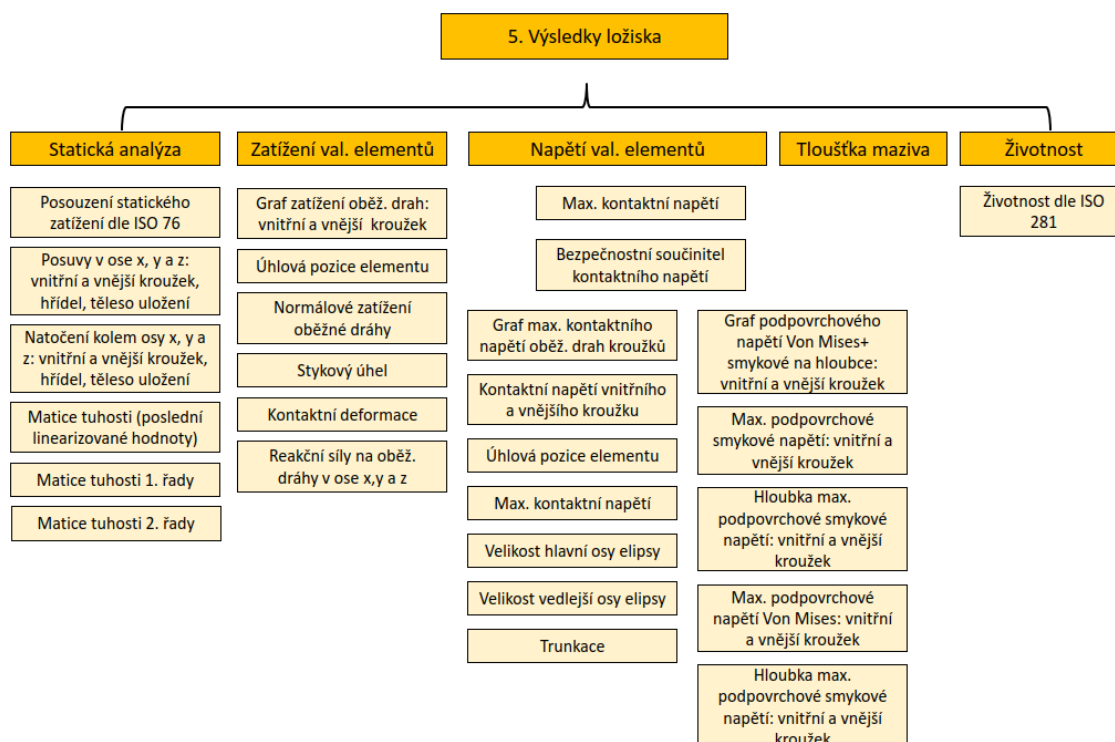 5. Výsledky ložiska
Statická analýza
Posouzení statického
zatížení dle ISO 76
Posuvy v ose x, y a z:
vnitřní a vnější kroužek,
hřídel, těleso uložení
Natočení kolem osy x, y a
z: vnitřní a vnější kroužek,
hřídel, těleso uložení
Matice tuhosti (poslední
linearizované hodnoty)
Matice tuhosti 1. řady
Matice tuhosti 2. řady
Zatížení val. elementů
Graf zatížení oběž. drah:
vnitřní a vnější kroužek
Úhlová pozice elementu
Normálové zatížení
oběžné dráhy
Stykový úhel
Kontaktní deformace
Reakční síly na oběž.
dráhy v ose x,y a z
Napětí val. elementů
Max. kontaktní napětí
Bezpečnostní součinitel
kontaktního napětí
Graf max. kontaktního
napětí oběž. drah kroužků
Kontaktní napětí vnitřního
a vnějšího kroužku
Úhlová pozice elementu
Max. kontaktní napětí
Velikost hlavní osy elipsy
Velikost vedlejší osy elipsy
Trunkace
Graf podpovrchového
napětí Von Mises+
smykové na hloubce:
vnitřní a vnější kroužek
Max. podpovrchové
smykové napětí: vnitřní a
vnější kroužek
Hloubka max.
podpovrchové smykové
napětí: vnitřní a vnější
kroužek
Max. podpovrchové
napětí Von Mises: vnitřní
a vnější kroužek
Hloubka max.
podpovrchové smykové
napětí: vnitřní a vnější
kroužek
Tloušťka maziva
Životnost
Životnost dle ISO
281